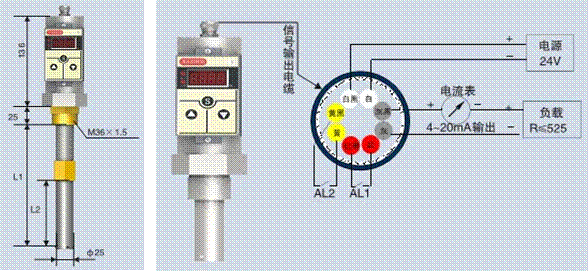 136
25
M36×1.5
L1
L2
φ25
S
信号输出电缆
白黑
白
黄黑
黄
灰黑
灰
红
+
−
电源
24V
电流表
+
−
+
−
4~20mA输出
负载
R≤525
AL2
AL1